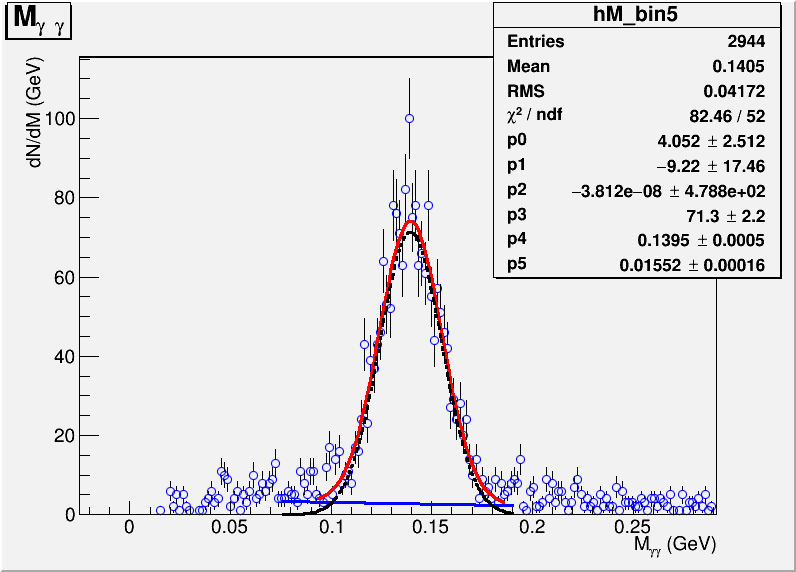 M γ γ
hM_bin5
Entries 2944
Mean 0.1405
RMS 0.04172
χ² / ndf 82.46 / 52
p0 4.052 ± 2.512
p1 −9.22 ± 17.46
p2 −3.812e−08 ± 4.788e+02
p3 71.3 ± 2.2
p4 0.1395 ± 0.0005
p5 0.01552 ± 0.00016
dN/dM (GeV)
100
80
60
40
20
0
0 0.05 0.1 0.15 0.2 0.25
Mγγ (GeV)